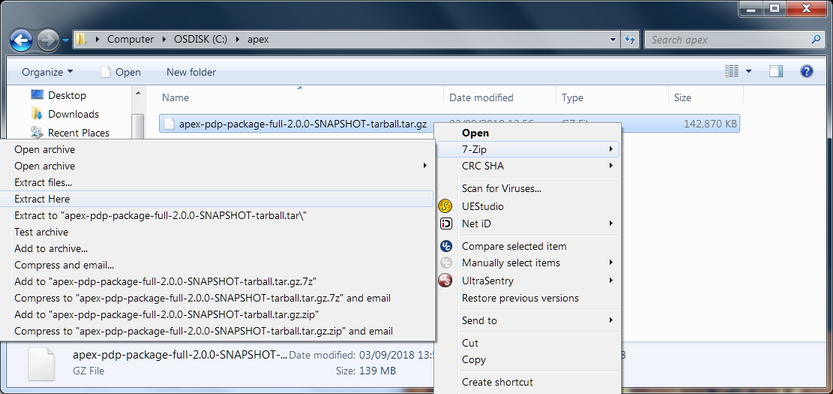 Computer ▸ OSDISK (C:) ▸ apex
Search apex
Organize Open New folder
Name Date modified Type Size
Desktop
Downloads
Recent Places
apex-pdp-package-full-2.0.0-SNAPSHOT-tarball.tar.gz 142,870 KB
Open
7-Zip
CRC SHA
Scan for Viruses...
UEStudio
Net iD
Compare selected item
Manually select items
UltraSentry
Restore previous versions
Send to
Cut
Copy
Create shortcut
Open archive
Open archive
Extract files...
Extract Here
Extract to "apex-pdp-package-full-2.0.0-SNAPSHOT-tarball.tar\"
Test archive
Add to archive...
Compress and email...
Add to "apex-pdp-package-full-2.0.0-SNAPSHOT-tarball.tar.gz.7z"
Compress to "apex-pdp-package-full-2.0.0-SNAPSHOT-tarball.tar.gz.7z" and email
Add to "apex-pdp-package-full-2.0.0-SNAPSHOT-tarball.tar.gz.zip"
Compress to "apex-pdp-package-full-2.0.0-SNAPSHOT-tarball.tar.gz.zip" and email
apex-pdp-package-full-2.0.0-SNAPSHOT-... Date modified: 03/09/2018
GZ File Size: 139 MB